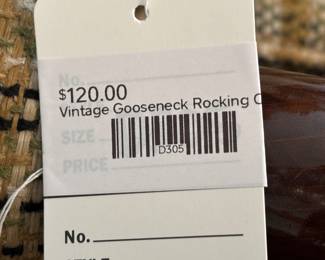 No.
$120.00
Vintage Gooseneck Rocking C
SIZE
D305
PRICE
No.